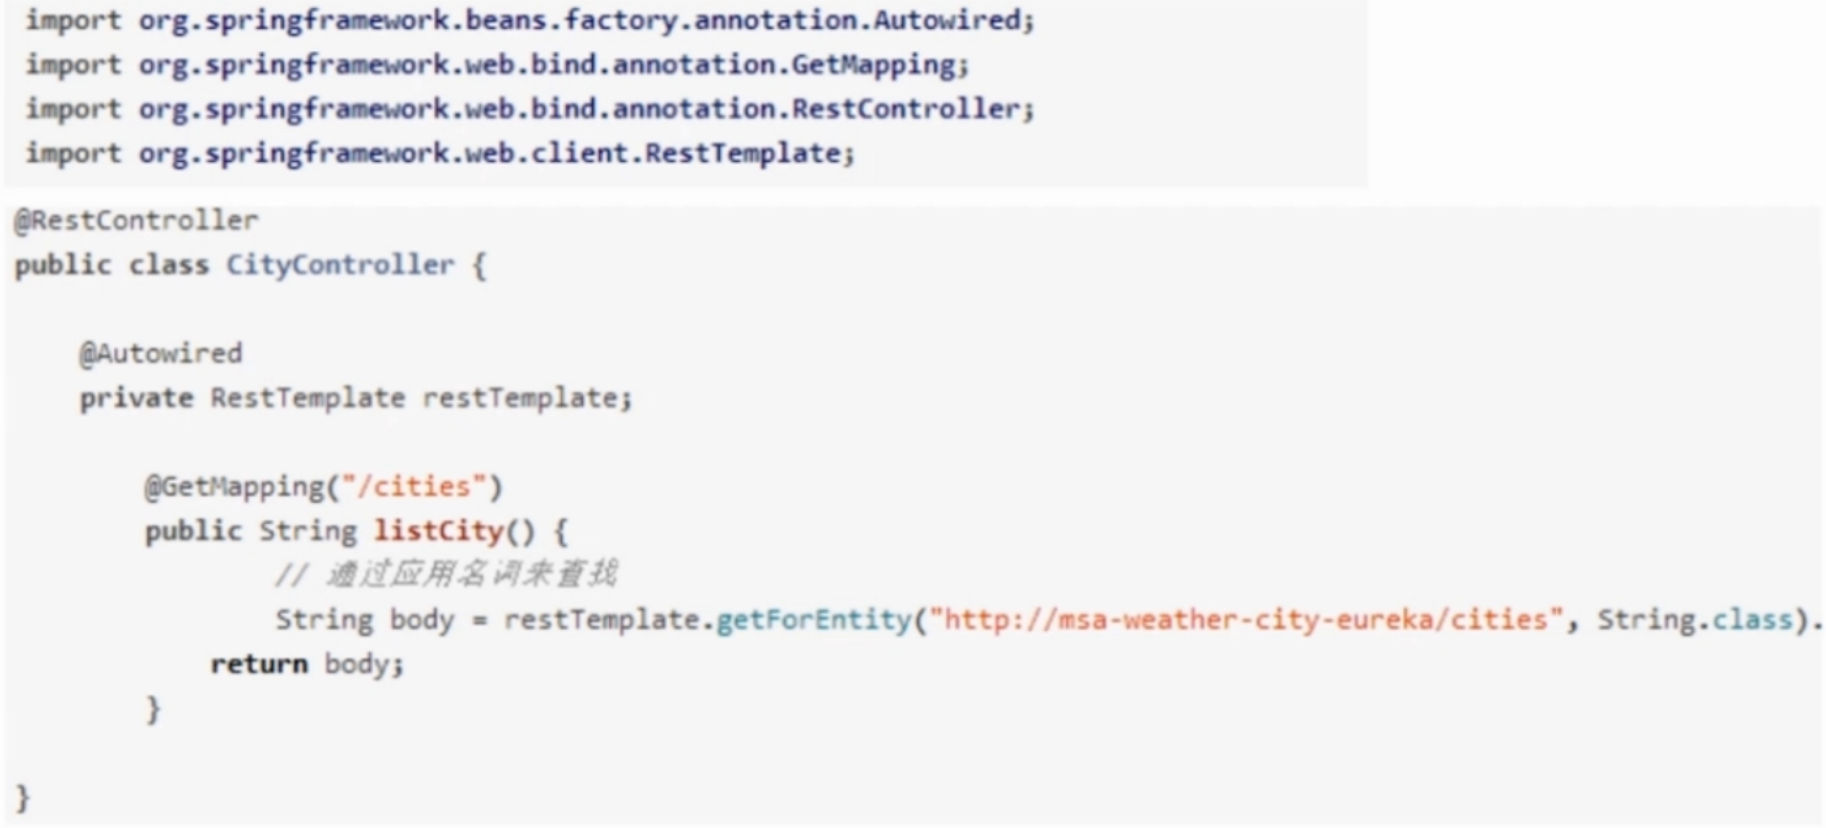 import org.springframework.beans.factory.annotation.Autowired;
import org.springframework.web.bind.annotation.GetMapping;
import org.springframework.web.bind.annotation.RestController;
import org.springframework.web.client.RestTemplate;
@RestController
public class CityController {
@Autowired
private RestTemplate restTemplate;
@GetMapping("/cities")
public String listCity() {
// 通过应用名词来查找
String body = restTemplate.getForEntity("http://msa-weather-city-eureka/cities", String.class).
return body;
}
}